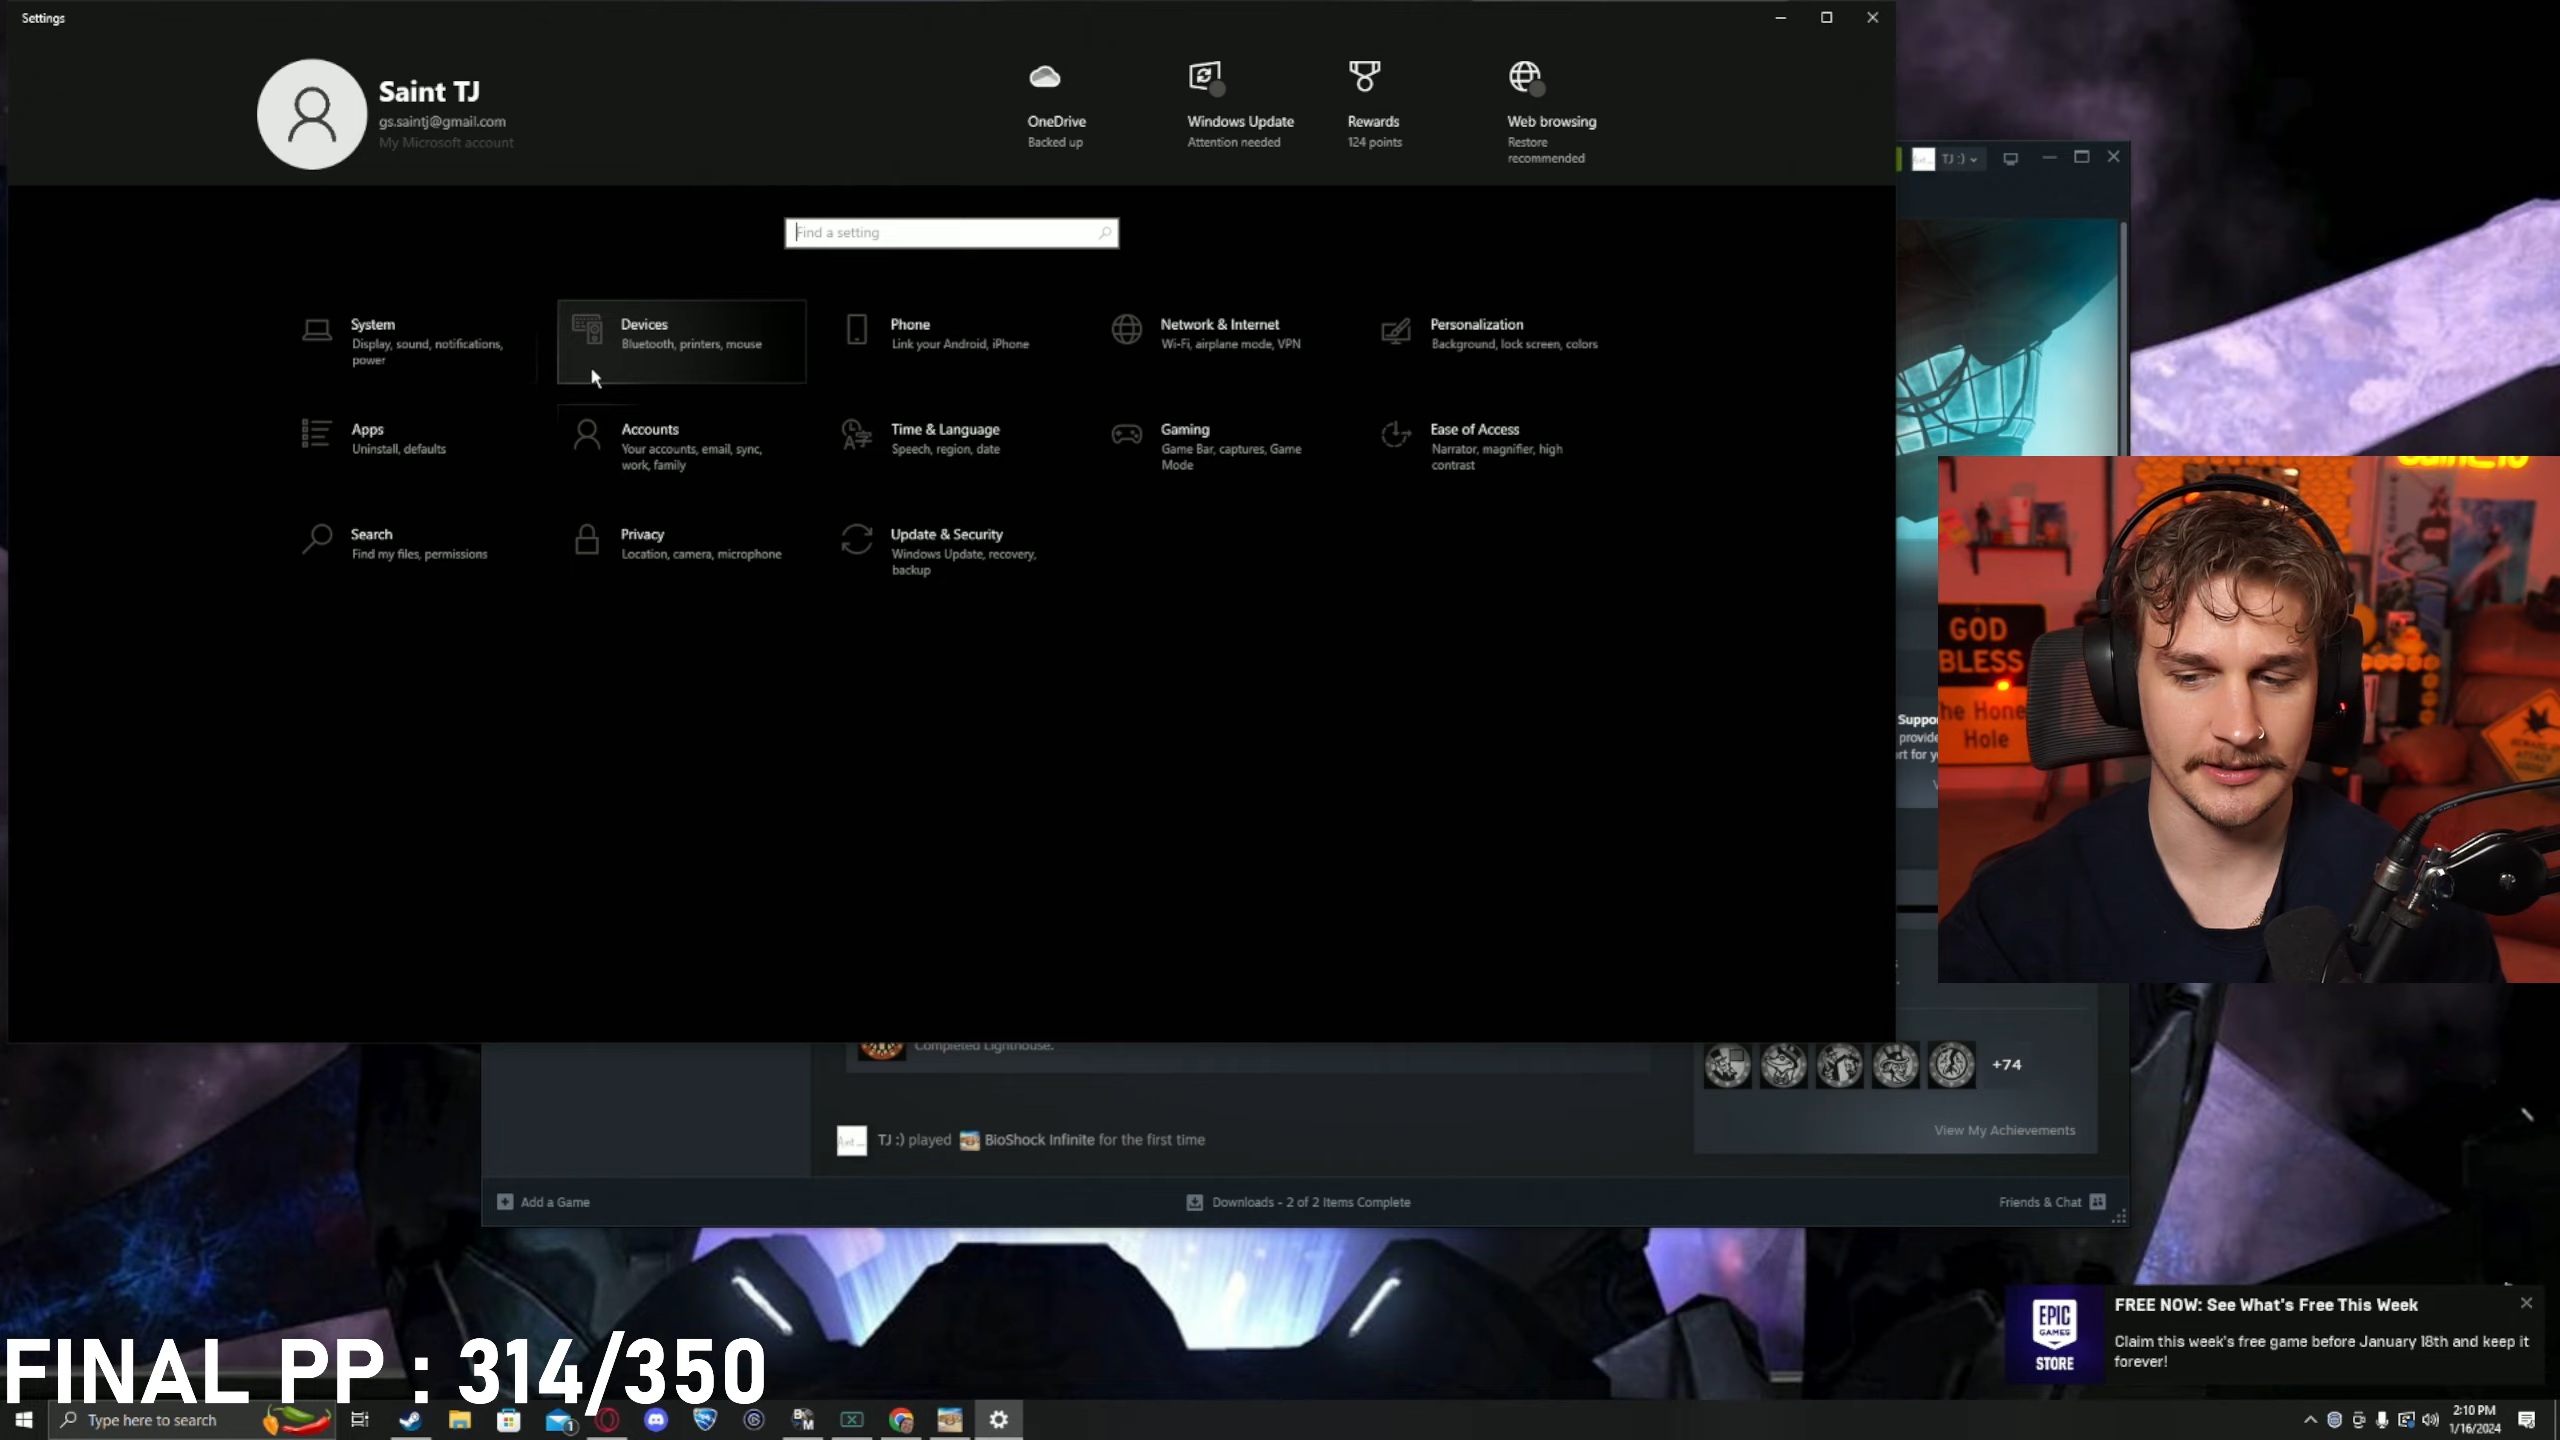 Settings
Saint TJ
gs.saintj@gmail.com
My Microsoft account
OneDrive
Backed up
Windows Update
Attention needed
Rewards
124 points
Web browsing
Restore
recommended
TJ :)
Find a setting
System
Display, sound, notifications,
power
Devices
Bluetooth, printers, mouse
Phone
Link your Android, iPhone
Network & Internet
Wi-Fi, airplane mode, VPN
Personalization
Background, lock screen, colors
Apps
Uninstall, defaults
Accounts
Your accounts, email, sync,
work, family
Time & Language
Speech, region, date
Gaming
Game Bar, captures, Game
Mode
Ease of Access
Narrator, magnifier, high
contrast
Search
Find my files, permissions
Privacy
Location, camera, microphone
Update & Security
Windows Update, recovery,
backup
GOD
BLESS
Hole
Completed Lighthouse.
+74
View My Achievements
TJ :) played BioShock Infinite for the first time
Add a Game
Downloads - 2 of 2 Items Complete
Friends & Chat
EPIC
GAMES
STORE
FREE NOW: See What's Free This Week
Claim this week's free game before January 18th and keep it
forever!
FINAL PP : 314/350
Type here to search
1
2:10 PM
1/16/2024